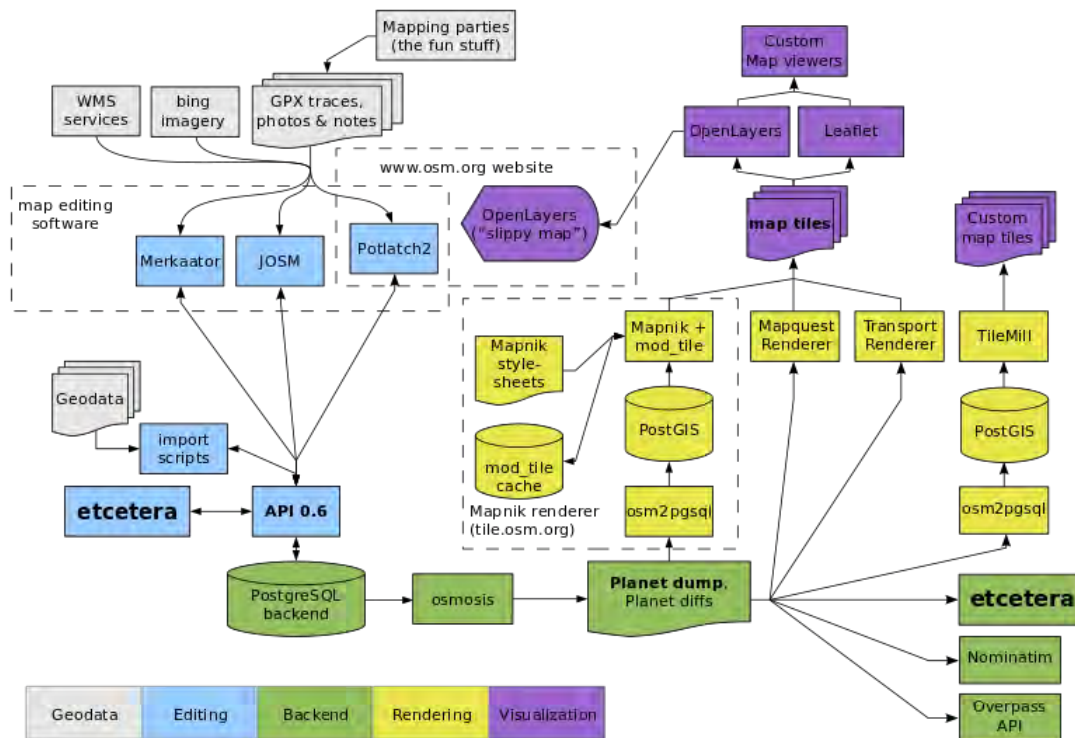 Mapping parties
(the fun stuff)
Custom
Map viewers
WMS
services
bing
imagery
GPX traces,
photos & notes
OpenLayers
Leaflet
www.osm.org website
map editing
software
OpenLayers
("slippy map")
map tiles
Custom
map tiles
Merkaator
JOSM
Potlatch2
Mapnik
style-
sheets
Mapnik +
mod_tile
Mapquest
Renderer
Transport
Renderer
TileMill
Geodata
import
scripts
PostGIS
PostGIS
mod_tile
cache
etcetera
API 0.6
Mapnik renderer
(tile.osm.org)
osm2pgsql
osm2pgsql
PostgreSQL
backend
osmosis
Planet dump,
Planet diffs
etcetera
Nominatim
Overpass
API
Geodata
Editing
Backend
Rendering
Visualization